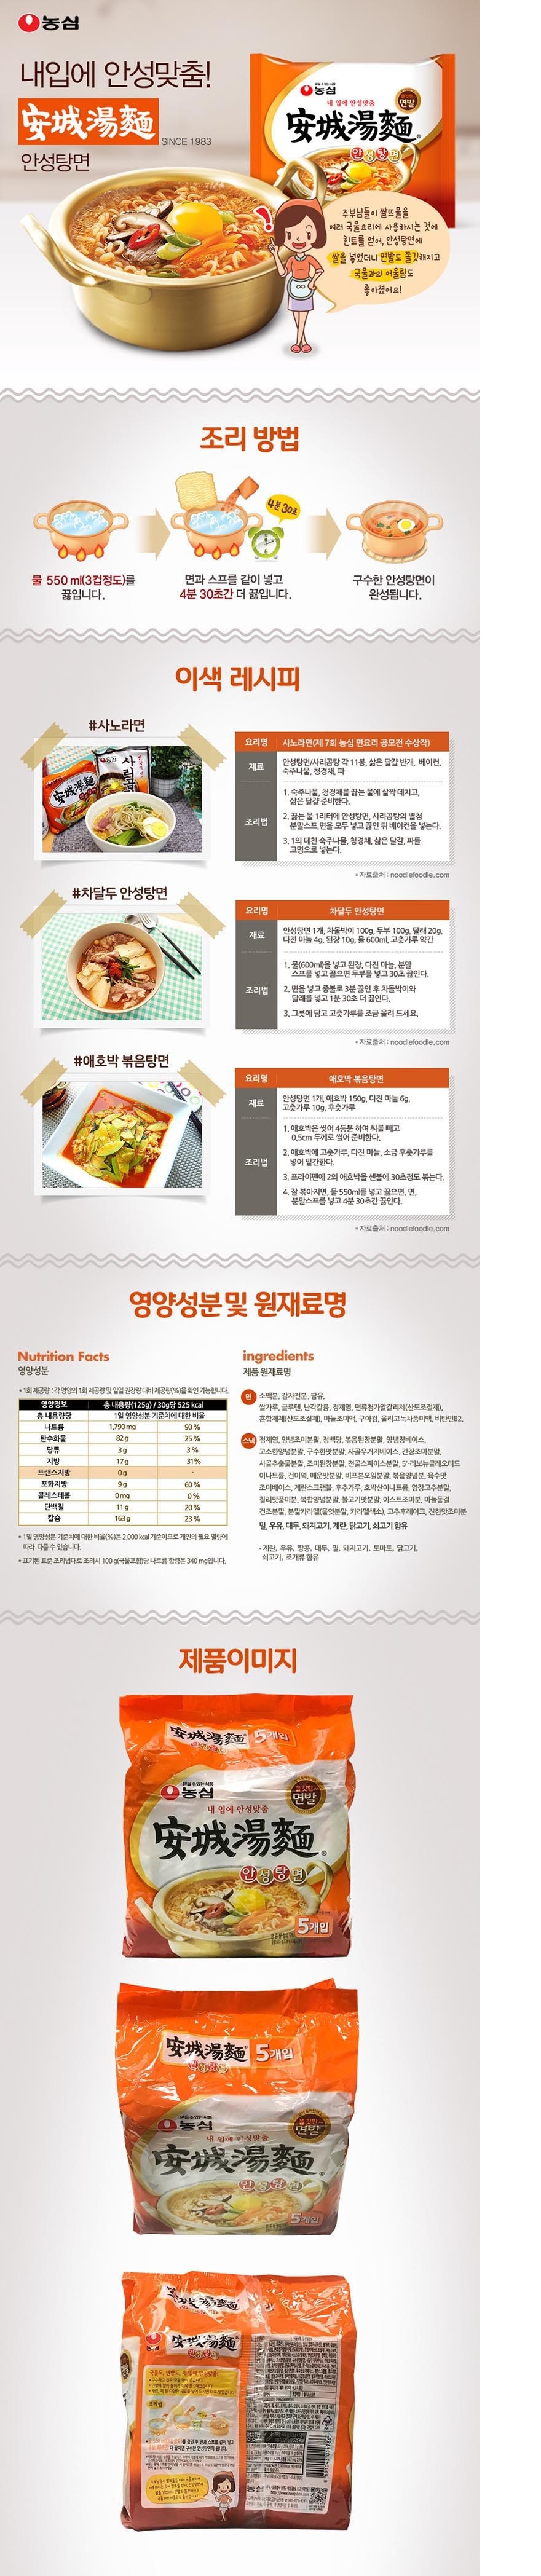 농심
내입에 안성맞춤!
安城湯麵 SINCE 1983
안성탕면
농심
내 입에 안성맞춤
면발
安城湯麵
안성탕면
주부님들이 쌀뜨물을
여러 국물요리에 사용하시는 것에
힌트를 얻어, 안성탕면에
쌀을 넣었더니 면발도 쫄깃해지고
국물과의 어울림도
좋아졌어요!
조리 방법
4분 30초
물 550 ml(3컵정도)를
끓입니다.
면과 스프를 같이 넣고
4분 30초간 더 끓입니다.
구수한 안성탕면이
완성됩니다.
이색 레시피
#사노라면
요리명 사노라면(제 7회 농심 면요리 공모전 수상작)
재료 안성탕면/사리곰탕 각 11봉, 삶은 달걀 반개, 베이컨,
숙주나물, 청경채, 파
조리법
1. 숙주나물, 청경채를 끓는 물에 살짝 데치고,
삶은 달걀 준비한다.
2. 끓는 물 1리터에 안성탕면, 사리곰탕의 별첨
분말스프,면을 모두 넣고 끓인 뒤 베이컨을 넣는다.
3. 1의 데친 숙주나물, 청경채, 삶은 달걀, 파를
고명으로 넣는다.
• 자료출처 : noodlefoodle.com
#차달두 안성탕면
요리명 차달두 안성탕면
재료 안성탕면 1개, 차돌박이 100g, 두부 100g, 달래 20g,
다진 마늘 4g, 된장 10g, 물 600ml, 고춧가루 약간
조리법
1. 물(600ml)을 넣고 된장, 다진 마늘, 분말
스프를 넣고 끓으면 두부를 넣고 30초 끓인다.
2. 면을 넣고 중불로 3분 끓인 후 차돌박이와
달래를 넣고 1분 30초 더 끓인다.
3. 그릇에 담고 고춧가루를 조금 올려 드세요.
• 자료출처 : noodlefoodle.com
#애호박 볶음탕면
요리명 애호박 볶음탕면
재료 안성탕면 1개, 애호박 150g, 다진 마늘 6g,
고춧가루 10g, 후춧가루
조리법
1. 애호박은 씻어 4등분 하여 씨를 빼고
0.5cm 두께로 썰어 준비한다.
2. 애호박에 고춧가루, 다진 마늘, 소금 후춧가루를
넣어 밑간한다.
3. 프라이팬에 2의 애호박을 센불에 30초정도 볶는다.
4. 잘 볶아지면, 물 550ml를 넣고 끓으면, 면,
분말스프를 넣고 4분 30초간 끓인다.
• 자료출처 : noodlefoodle.com
영양성분 및 원재료명
Nutrition Facts
영양성분
• 1회 제공량 : 각 영양의 1회 제공량 및 일일 권장량 대비 제공량(%)을 확인 가능합니다.
영양정보 총 내용량(125g) / 30g당 525 kcal
총 내용량당 1일 영양성분 기준치에 대한 비율
나트륨 1,790 mg 90 %
탄수화물 82 g 25 %
당류 3 g 3 %
지방 17 g 31%
트랜스지방 0 g -
포화지방 9 g 60 %
콜레스테롤 0 mg 0 %
단백질 11 g 20 %
칼슘 163 g 23 %
• 1일 영양성분 기준치에 대한 비율(%)은 2,000 kcal 기준이므로 개인의 필요 열량에
따라 다를 수 있습니다.
• 표기된 표준 조리법대로 조리시 100 g(국물포함)당 나트륨 함량은 340 mg입니다.
ingredients
제품 원재료명
면 소맥분, 감자전분, 팜유,
쌀가루, 글루텐, 난각칼슘, 정제염, 면류첨가알칼리제(산도조절제),
혼합제제(산도조절제), 마늘조미액, 구아검, 올리고녹차풍미액, 비타민B2.
스낵 정제염, 양념조미분말, 정백당, 볶음된장분말, 양념장베이스,
고소한양념분말, 구수한맛분말, 사골우거지베이스, 간장조미분말,
사골추출물분말, 조미된장분말, 전골스파이스분말, 5'-리보뉴클레오티드
이나트륨, 건미역, 매운맛분말, 비프본오일분말, 볶음양념분, 육수맛
조미베이스, 계란스크램블, 후추가루, 호박산이나트륨, 염장고추분말,
칠리맛풍미분, 복합양념분말, 불고기맛분말, 이스트조미분, 마늘동결
건조분말, 분말카라멜(물엿분말, 카라멜색소), 고추후레이크, 진한맛조미분
밀, 우유, 대두, 돼지고기, 계란, 닭고기, 쇠고기 함유
- 계란, 우유, 땅콩, 대두, 밀, 돼지고기, 토마토, 닭고기,
쇠고기, 조개류 함유
제품이미지
安城湯麵 5개입
농심
내 입에 안성맞춤
면발
安城湯麵
안성탕면
5개입
安城湯麵 5개입
안성탕면
농심
면발
내 입에 안성맞춤
安城湯麵
안성탕면
5개입
安城湯麵
농심
安城湯麵